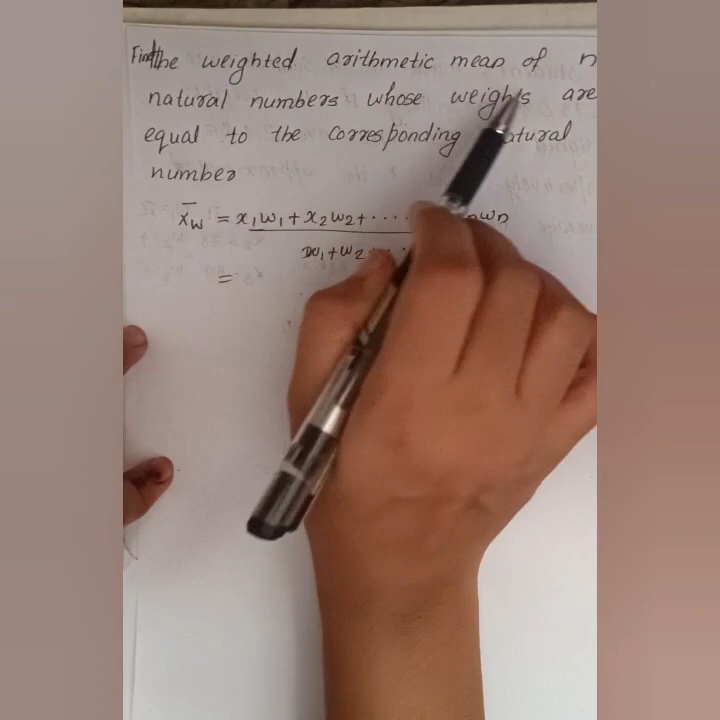 Find the weighted arithmetic mean of n
natural numbers whose weights are
equal to the corresponding natural
number
x̄w = x₁w₁ + x₂w₂ + ····
w₁ + w₂
=